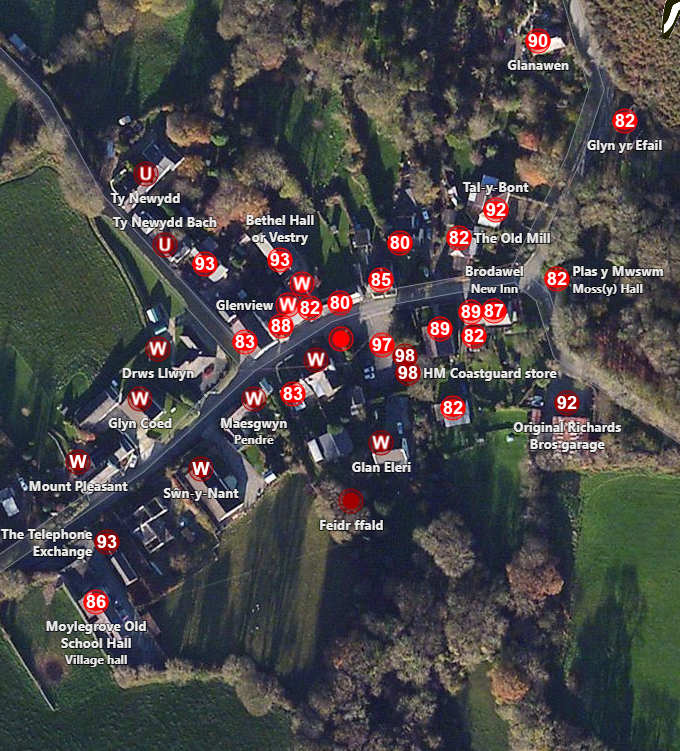 90
Glanawen
82
Glyn yr Efail
U
Ty Newydd
Tal-y-Bont
92
Ty Newydd Bach
U
93
Bethel Hall
or Vestry
93
80
82 The Old Mill
W
85
Brodawel
New Inn
82 Plas y Mwswm
Moss(y) Hall
Glenview W 82 80
88
89 87
83
89
82
W
Drws Llwyn
W
97
98
98 HM Coastguard store
W
Glyn Coed
W
Maesgwyn
Pendre
83
82
92
Original Richards
Bros garage
W
Mount Pleasant
W
Sŵn-y-Nant
W
Glan Eleri
Feidr ffald
The Telephone
Exchange
93
86
Moylegrove Old
School Hall
Village hall